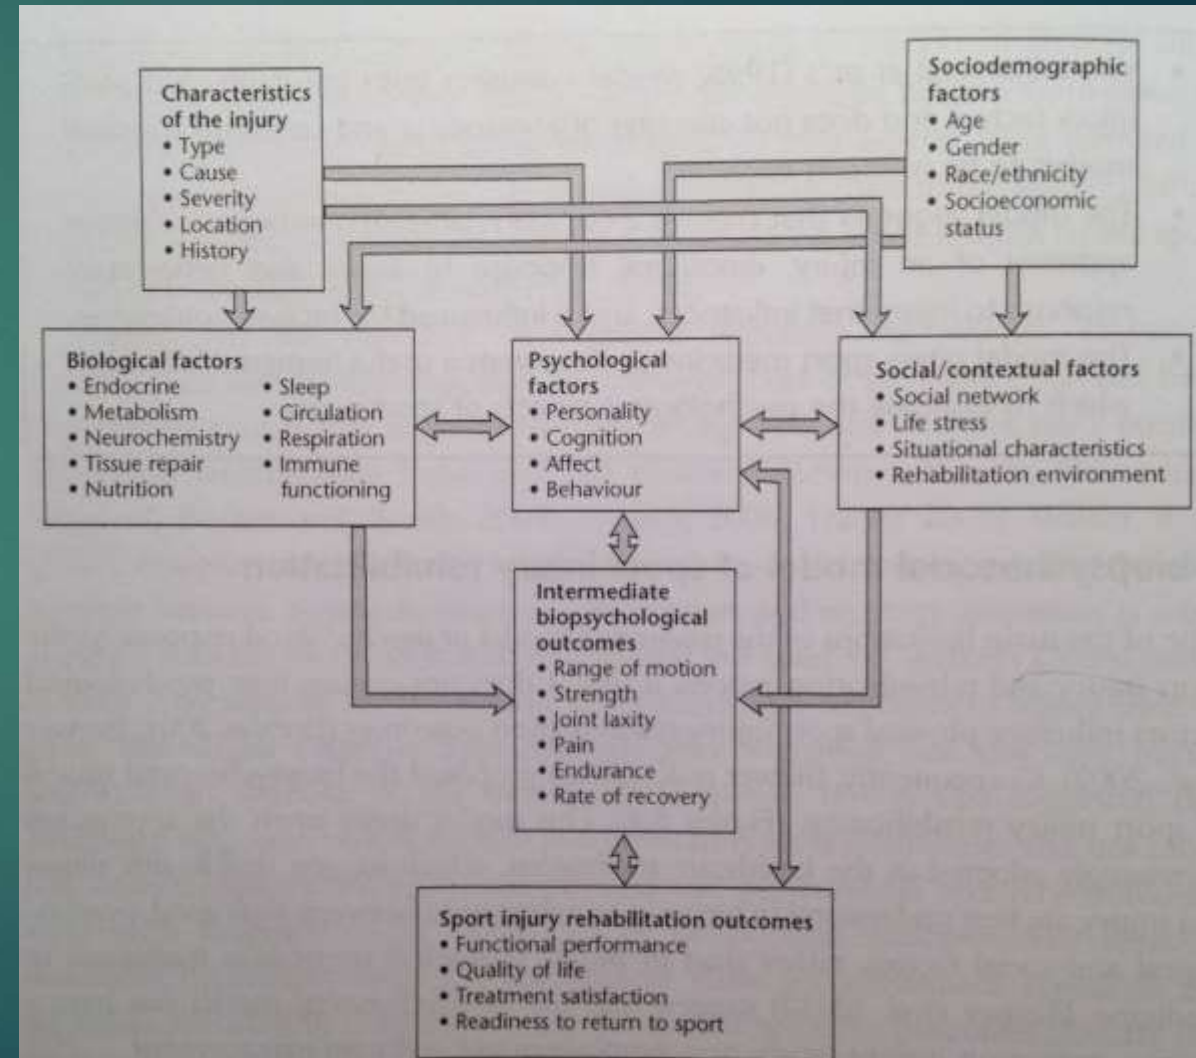 Characteristics
of the injury
• Type
• Cause
• Severity
• Location
• History
Sociodemographic
factors
• Age
• Gender
• Race/ethnicity
• Socioeconomic
status
Biological factors
• Endocrine
• Metabolism
• Neurochemistry
• Tissue repair
• Nutrition
• Sleep
• Circulation
• Respiration
• Immune
functioning
Psychological
factors
• Personality
• Cognition
• Affect
• Behaviour
Social/contextual factors
• Social network
• Life stress
• Situational characteristics
• Rehabilitation environment
Intermediate
biopsychological
outcomes
• Range of motion
• Strength
• Joint laxity
• Pain
• Endurance
• Rate of recovery
Sport injury rehabilitation outcomes
• Functional performance
• Quality of life
• Treatment satisfaction
• Readiness to return to sport